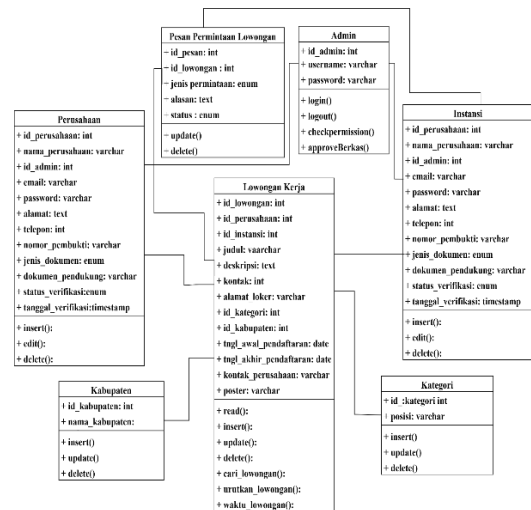 Pesan Permintaan Lowongan
− id_pesan: int
− id_lowongan : int
− jenis permintaan: enum
− alasan: text
− status : enum
− update()
− delete()
Admin
+ id_admin: int
+ username: varchar
+ password: varchar
+ login()
+ logout()
+ checkpermission()
+ approveBerkas()
Perusahaan
+ id_perusahaan: int
+ nama_perusahaan: varchar
+ id_admin: int
+ email: varchar
+ password: varchar
+ alamat: text
+ telepon: int
+ nomor_pembukti: varchar
+ jenis_dokumen: enum
+ dokumen_pendukung: varchar
+ status_verifikasi:enum
+ tanggal_verifikasi:timestamp
+ insert():
+ edit():
+ delete():
Instansi
+ id_perusahaan: int
+ nama_perusahaan: varchar
+ id_admin: int
+ email: varchar
+ password: varchar
+ alamat: text
+ telepon: int
+ nomor_pembukti: varchar
+ jenis_dokumen: enum
+ dokumen_pendukung: varchar
+ status_verifikasi: enum
+ tanggal_verifikasi: timestamp
+ insert():
+ edit():
+ delete():
Lowongan Kerja
+ id_lowongan: int
+ id_perusahaan: int
+ id_instansi: int
+ judul: vaarchar
+ deskripsi: text
+ kontak: int
+ alamat_loker: varchar
+ id_kategori: int
+ id_kabupaten: int
+ tngl_awal_pendaftaran: date
+ tngl_akhir_pendaftaran: date
+ kontak_perusahaan: varchar
+ poster: varchar
+ read():
+ insert():
+ update():
+ delete():
+ cari_lowongan():
+ urutkan_lowongan():
+ waktu_lowongan():
Kabupaten
+ id_kabupaten: int
+ nama_kabupaten:
+ insert()
+ update()
+ delete()
Kategori
+ id_:kategori int
+ posisi: varchar
+ insert()
+ update()
+ delete()